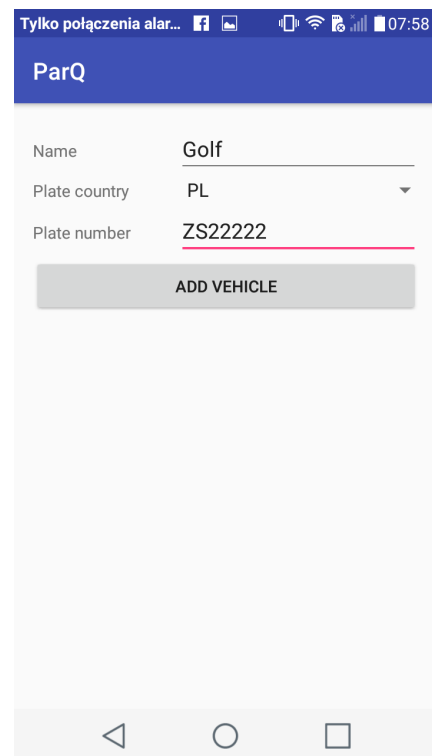 Tylko połączenia alar... 07:58
ParQ
Name Golf
Plate country PL
Plate number ZS22222
ADD VEHICLE